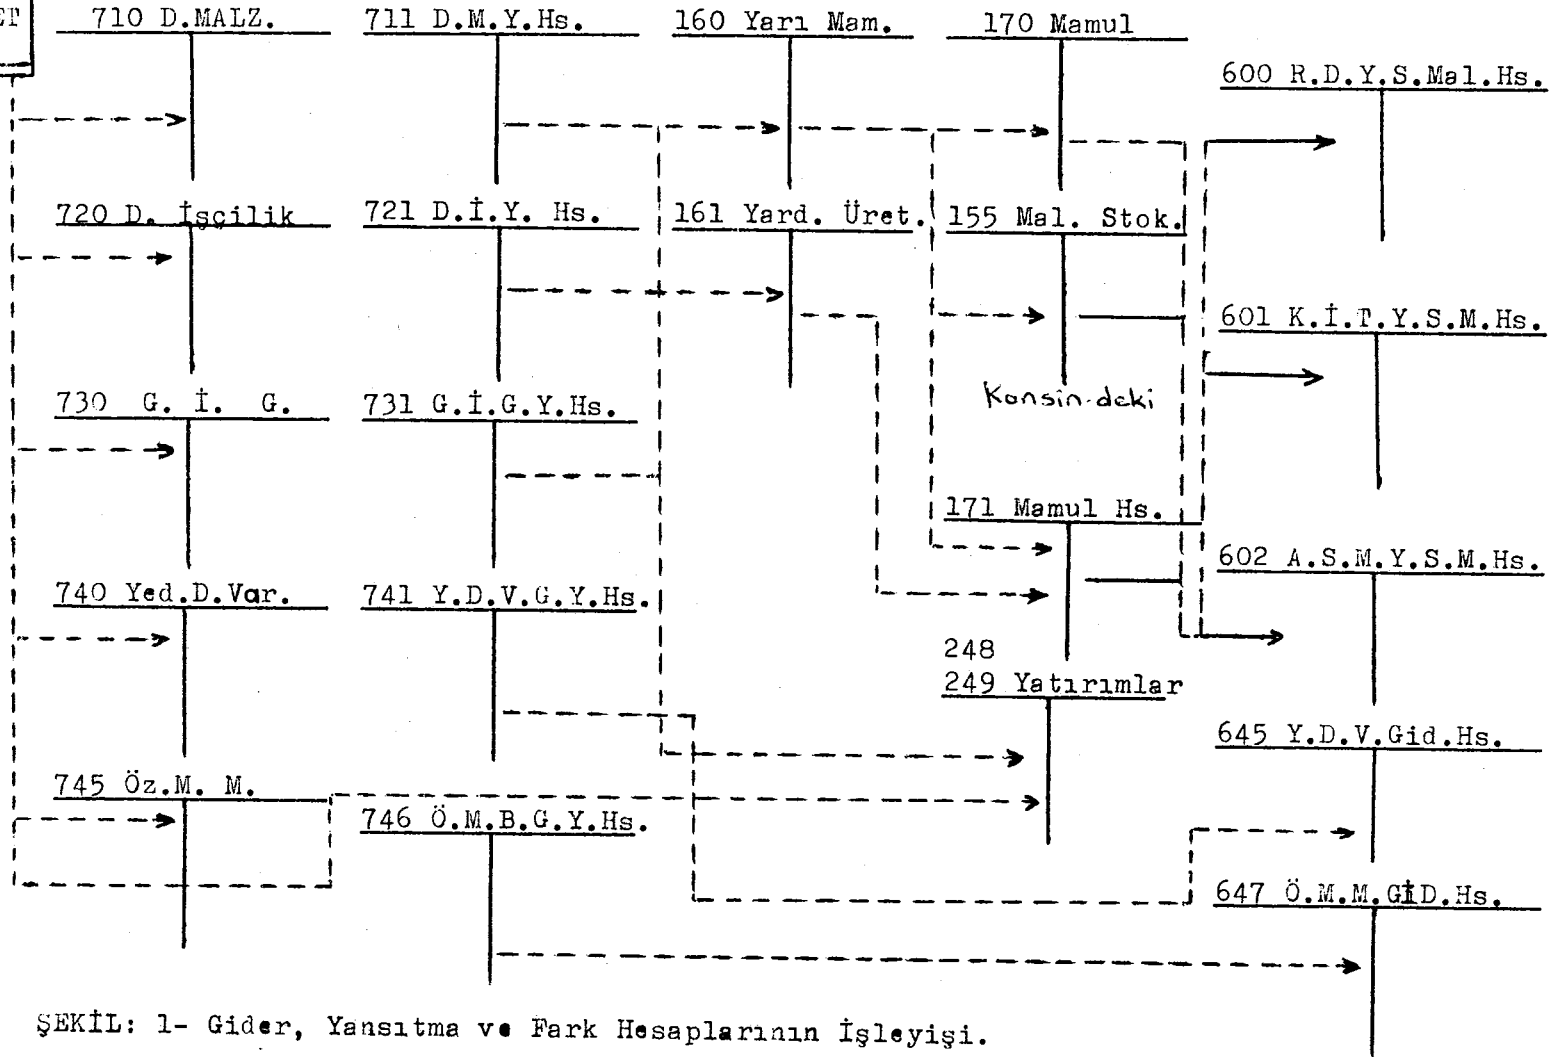 710 D.MALZ.
711 D.M.Y.Hs.
160 Yarı Mam.
170 Mamul
600 R.D.Y.S.Mal.Hs.
720 D. İşçilik
721 D.İ.Y. Hs.
161 Yard. Üret.
155 Mal. Stok.
601 K.İ.T.Y.S.M.Hs.
Konsin.deki
730 G. İ. G.
731 G.İ.G.Y.Hs.
171 Mamul Hs.
602 A.S.M.Y.S.M.Hs.
740 Yed.D.Var.
741 Y.D.V.G.Y.Hs.
248
249 Yatırımlar
645 Y.D.V.Gid.Hs.
745 Öz.M. M.
746 Ö.M.B.G.Y.Hs.
647 Ö.M.M.GİD.Hs.
ŞEKİL: 1- Gider, Yansıtma ve Fark Hesaplarının İşleyişi.